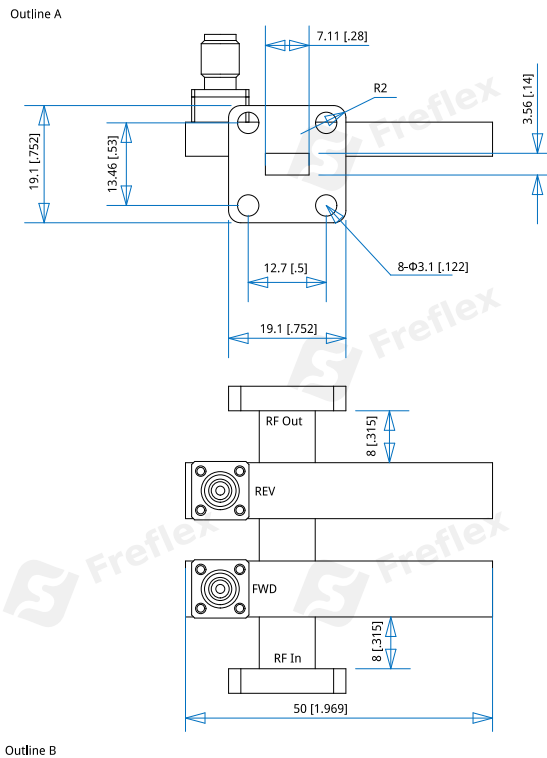 Outline A
7.11 [.28]
R2
3.56 [.14]
Freflex
19.1 [.752]
13.46 [.53]
8-Φ3.1 [.122]
12.7 [.5]
Freflex
19.1 [.752]
RF Out
8 [.315]
REV
Freflex
Freflex
FWD
RF In
8 [.315]
50 [1.969]
Outline B